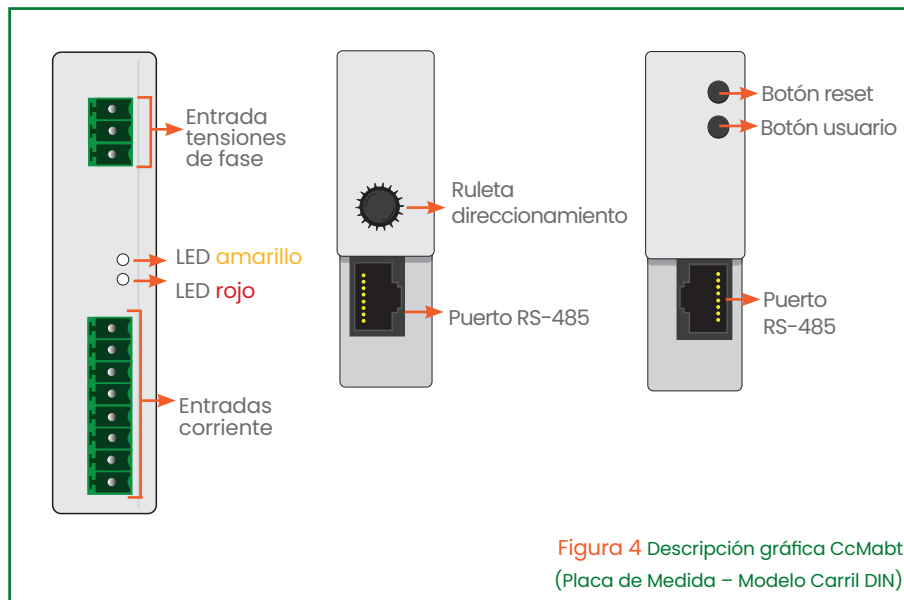 Entrada
tensiones
de fase
LED amarillo
LED rojo
Entradas
corriente
Ruleta
direccionamiento
Puerto RS-485
Botón reset
Botón usuario
Puerto
RS-485
Figura 4 Descripción gráfica CcMabt
(Placa de Medida – Modelo Carril DIN)